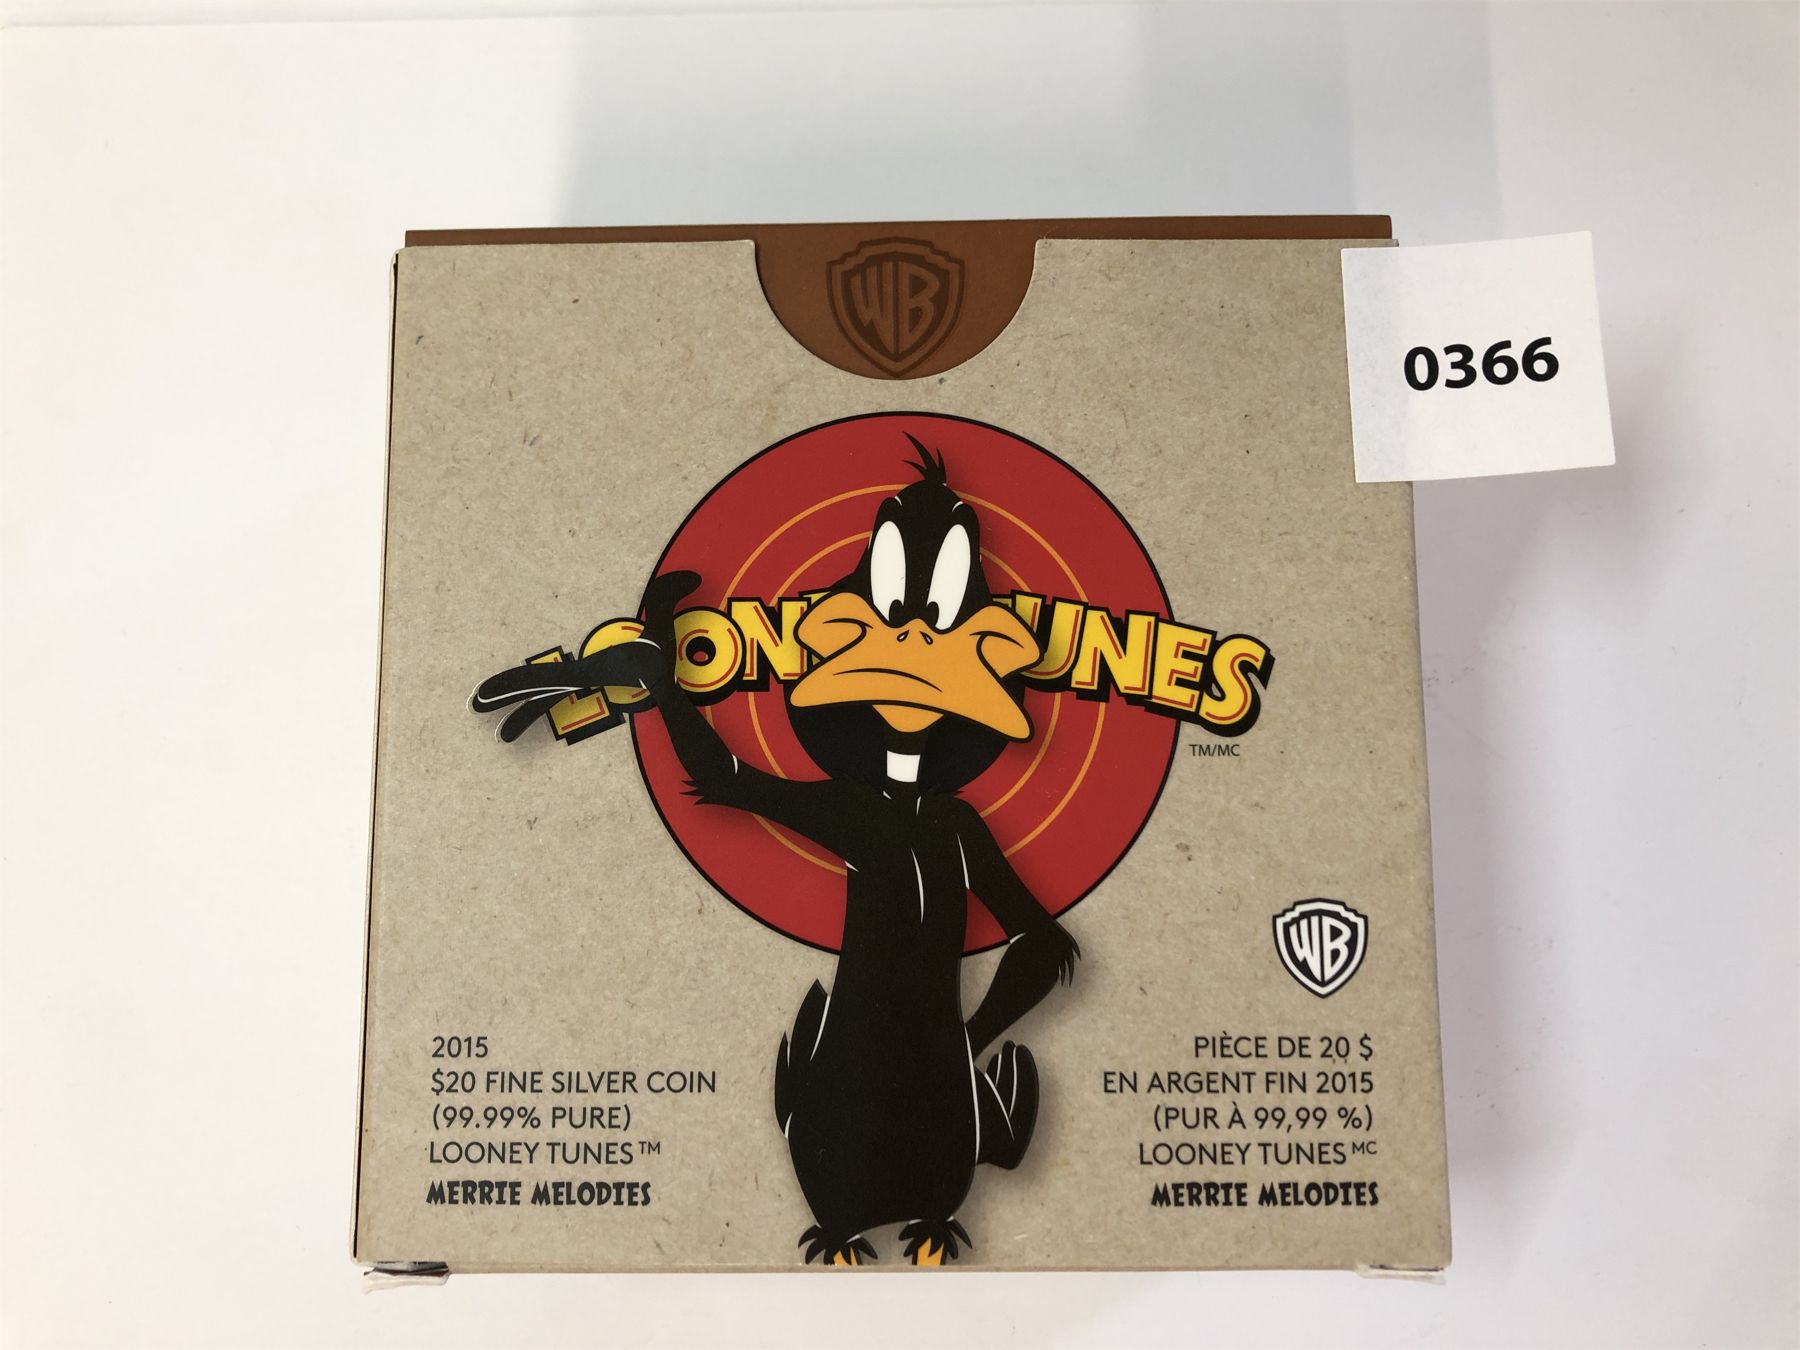 WB
0366
LOONEY TUNES
TM/MC
WB
2015
$20 FINE SILVER COIN
(99.99% PURE)
LOONEY TUNES™
MERRIE MELODIES
PIÈCE DE 20 $
EN ARGENT FIN 2015
(PUR À 99,99 %)
LOONEY TUNES MC
MERRIE MELODIES